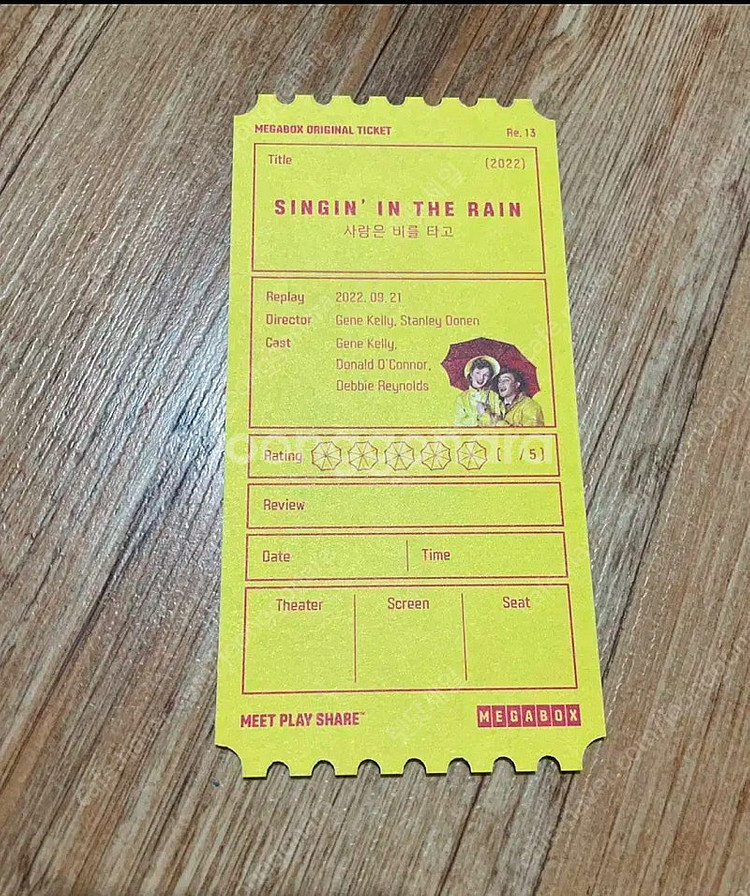 MEGABOX ORIGINAL TICKET Re. 13
Title (2022)
SINGIN' IN THE RAIN
사랑은 비를 타고
Replay 2022. 09. 21
Director Gene Kelly, Stanley Donen
Cast Gene Kelly,
Donald O'Connor,
Debbie Reynolds
Rating ( / 5)
Review
Date Time
Theater Screen Seat
MEET PLAY SHARE™ MEGABOX